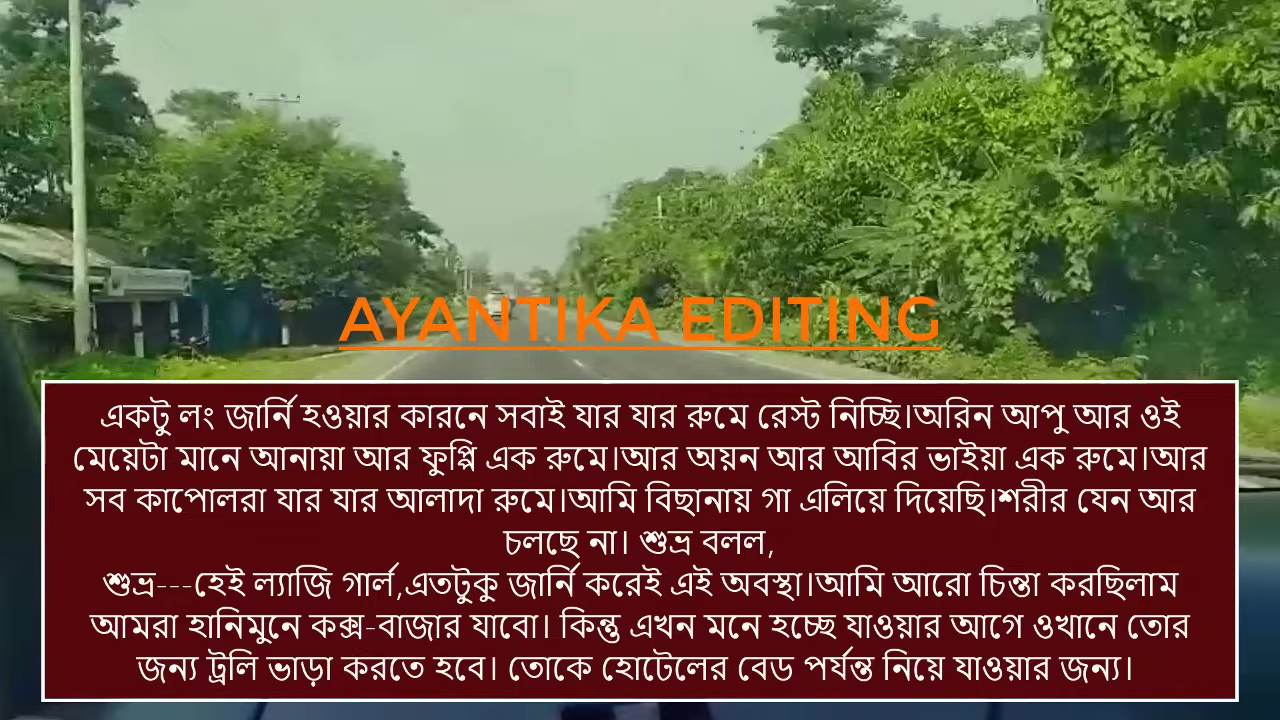 AYANTIKA EDITING
একটু লং জার্নি হওয়ার কারনে সবাই যার যার রুমে রেস্ট নিচ্ছি।অরিন আপু আর ওই
মেয়েটা মানে আনায়া আর ফুপ্পি এক রুমে।আর অয়ন আর আবির ভাইয়া এক রুমে।আর
সব কাপোলরা যার যার আলাদা রুমে।আমি বিছানায় গা এলিয়ে দিয়েছি।শরীর যেন আর
চলছে না। শুভ্র বলল,
শুভ্র---হেই ল্যাজি গার্ল,এতটুকু জার্নি করেই এই অবস্থা।আমি আরো চিন্তা করছিলাম
আমরা হানিমুনে কক্স-বাজার যাবো। কিন্তু এখন মনে হচ্ছে যাওয়ার আগে ওখানে তোর
জন্য ট্রলি ভাড়া করতে হবে। তোকে হোটেলের বেড পর্যন্ত নিয়ে যাওয়ার জন্য।